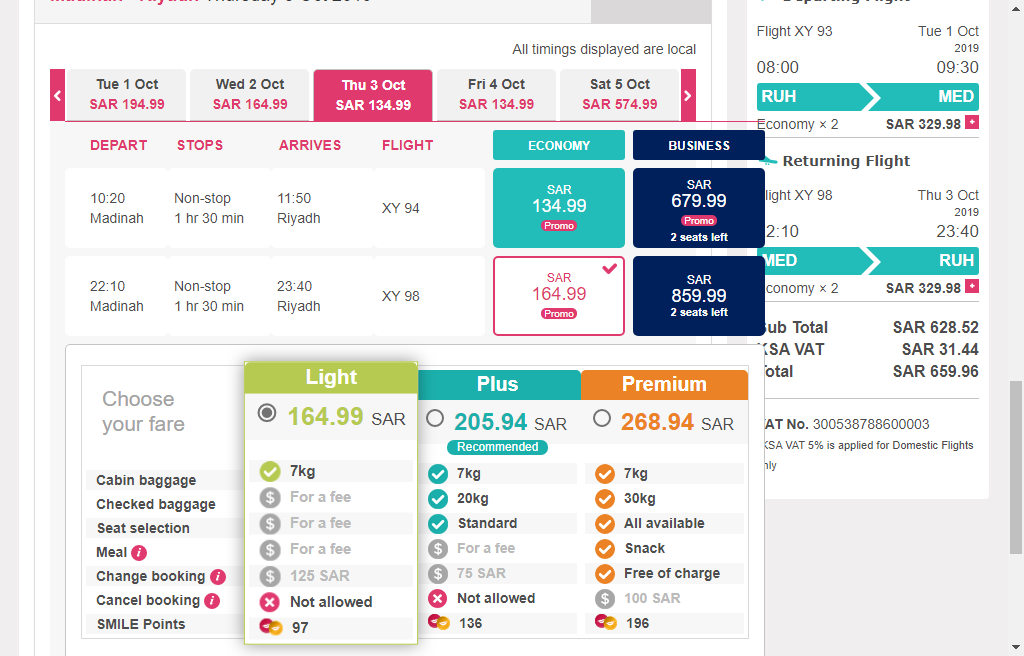 All timings displayed are local
Tue 1 Oct
SAR 194.99
Wed 2 Oct
SAR 164.99
Thu 3 Oct
SAR 134.99
Fri 4 Oct
SAR 134.99
Sat 5 Oct
SAR 574.99
DEPART STOPS ARRIVES FLIGHT ECONOMY BUSINESS
10:20
Madinah
Non-stop
1 hr 30 min
11:50
Riyadh
XY 94
SAR
134.99
Promo
SAR
679.99
Promo
2 seats left
22:10
Madinah
Non-stop
1 hr 30 min
23:40
Riyadh
XY 98
SAR
164.99
Promo
SAR
859.99
2 seats left
Choose
your fare
Light
164.99 SAR
Plus
205.94 SAR
Recommended
Premium
268.94 SAR
Cabin baggage 7kg 7kg 7kg
Checked baggage For a fee 20kg 30kg
Seat selection For a fee Standard All available
Meal i For a fee For a fee Snack
Change booking i 125 SAR 75 SAR Free of charge
Cancel booking i Not allowed Not allowed 100 SAR
SMILE Points 97 136 196
Flight XY 93 Tue 1 Oct
2019
08:00 09:30
RUH MED
Economy × 2 SAR 329.98 +
Returning Flight
light XY 98 Thu 3 Oct
2019
2:10 23:40
MED RUH
conomy × 2 SAR 329.98 +
ub Total SAR 628.52
KSA VAT SAR 31.44
otal SAR 659.96
AT No. 300538788600003
KSA VAT 5% is applied for Domestic Flights
nly